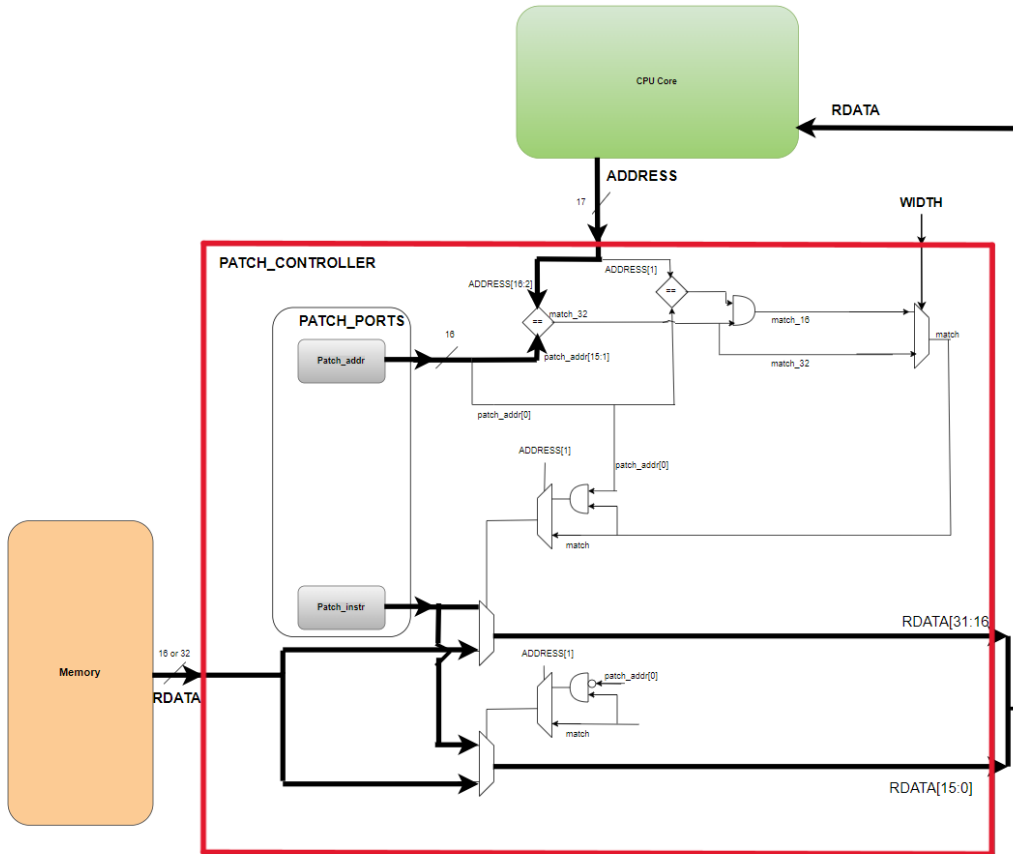 CPU Core
RDATA
ADDRESS
17
WIDTH
PATCH_CONTROLLER
ADDRESS[1]
ADDRESS[16:2]
==
PATCH_PORTS
match_32
==
match_16
16
match
Patch_addr
patch_addr[15:1]
match_32
patch_addr[0]
ADDRESS[1]
patch_addr[0]
match
Patch_instr
RDATA[31:16]
16 or 32
ADDRESS[1]
Memory
patch_addr[0]
RDATA
match
RDATA[15:0]